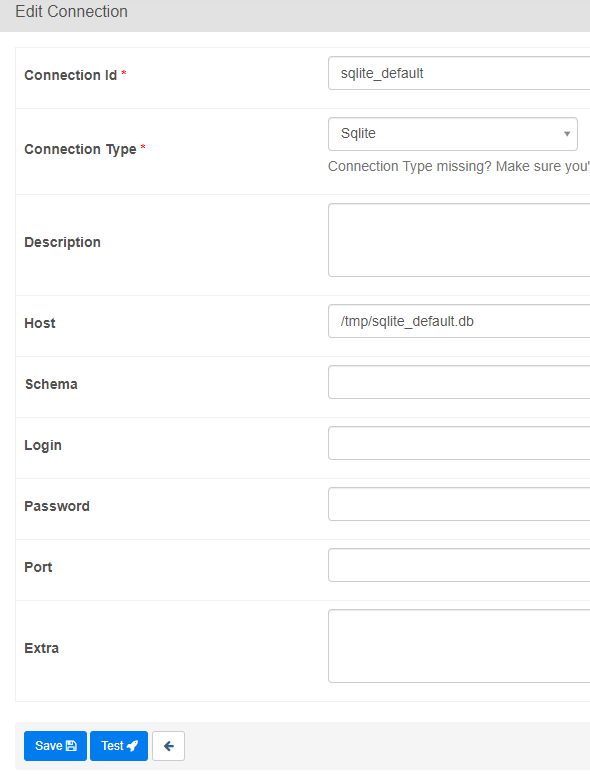 Edit Connection
Connection Id *
sqlite_default
Connection Type *
Sqlite
Connection Type missing? Make sure you'
Description
Host
/tmp/sqlite_default.db
Schema
Login
Password
Port
Extra
Save
Test